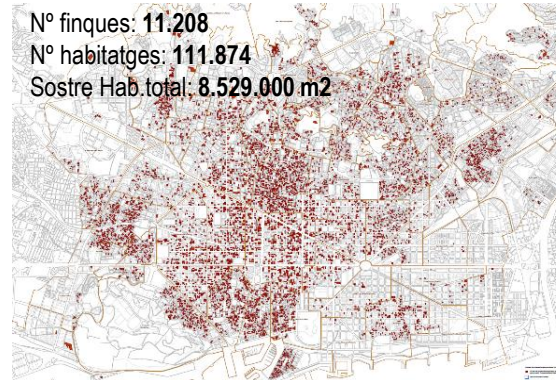 Nº finques: 11.208
Nº habitatges: 111.874
Sostre Hab.total: 8.529.000 m2